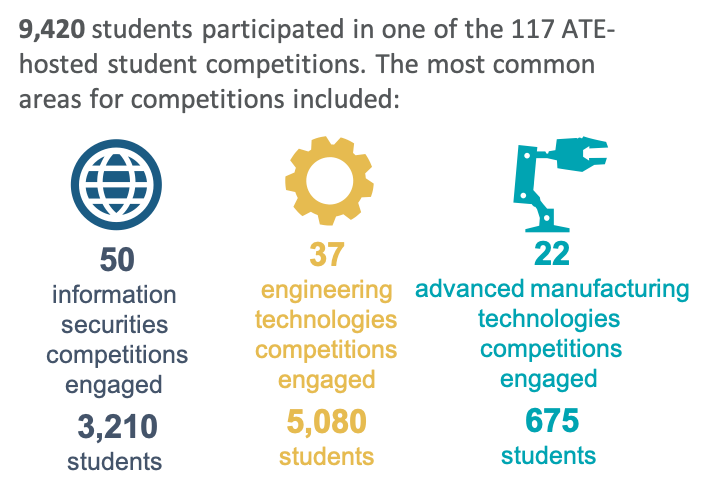 9,420 students participated in one of the 117 ATE-
hosted student competitions. The most common
areas for competitions included:
50
information
securities
competitions
engaged
3,210
students
37
engineering
technologies
competitions
engaged
5,080
students
22
advanced manufacturing
technologies
competitions
engaged
675
students